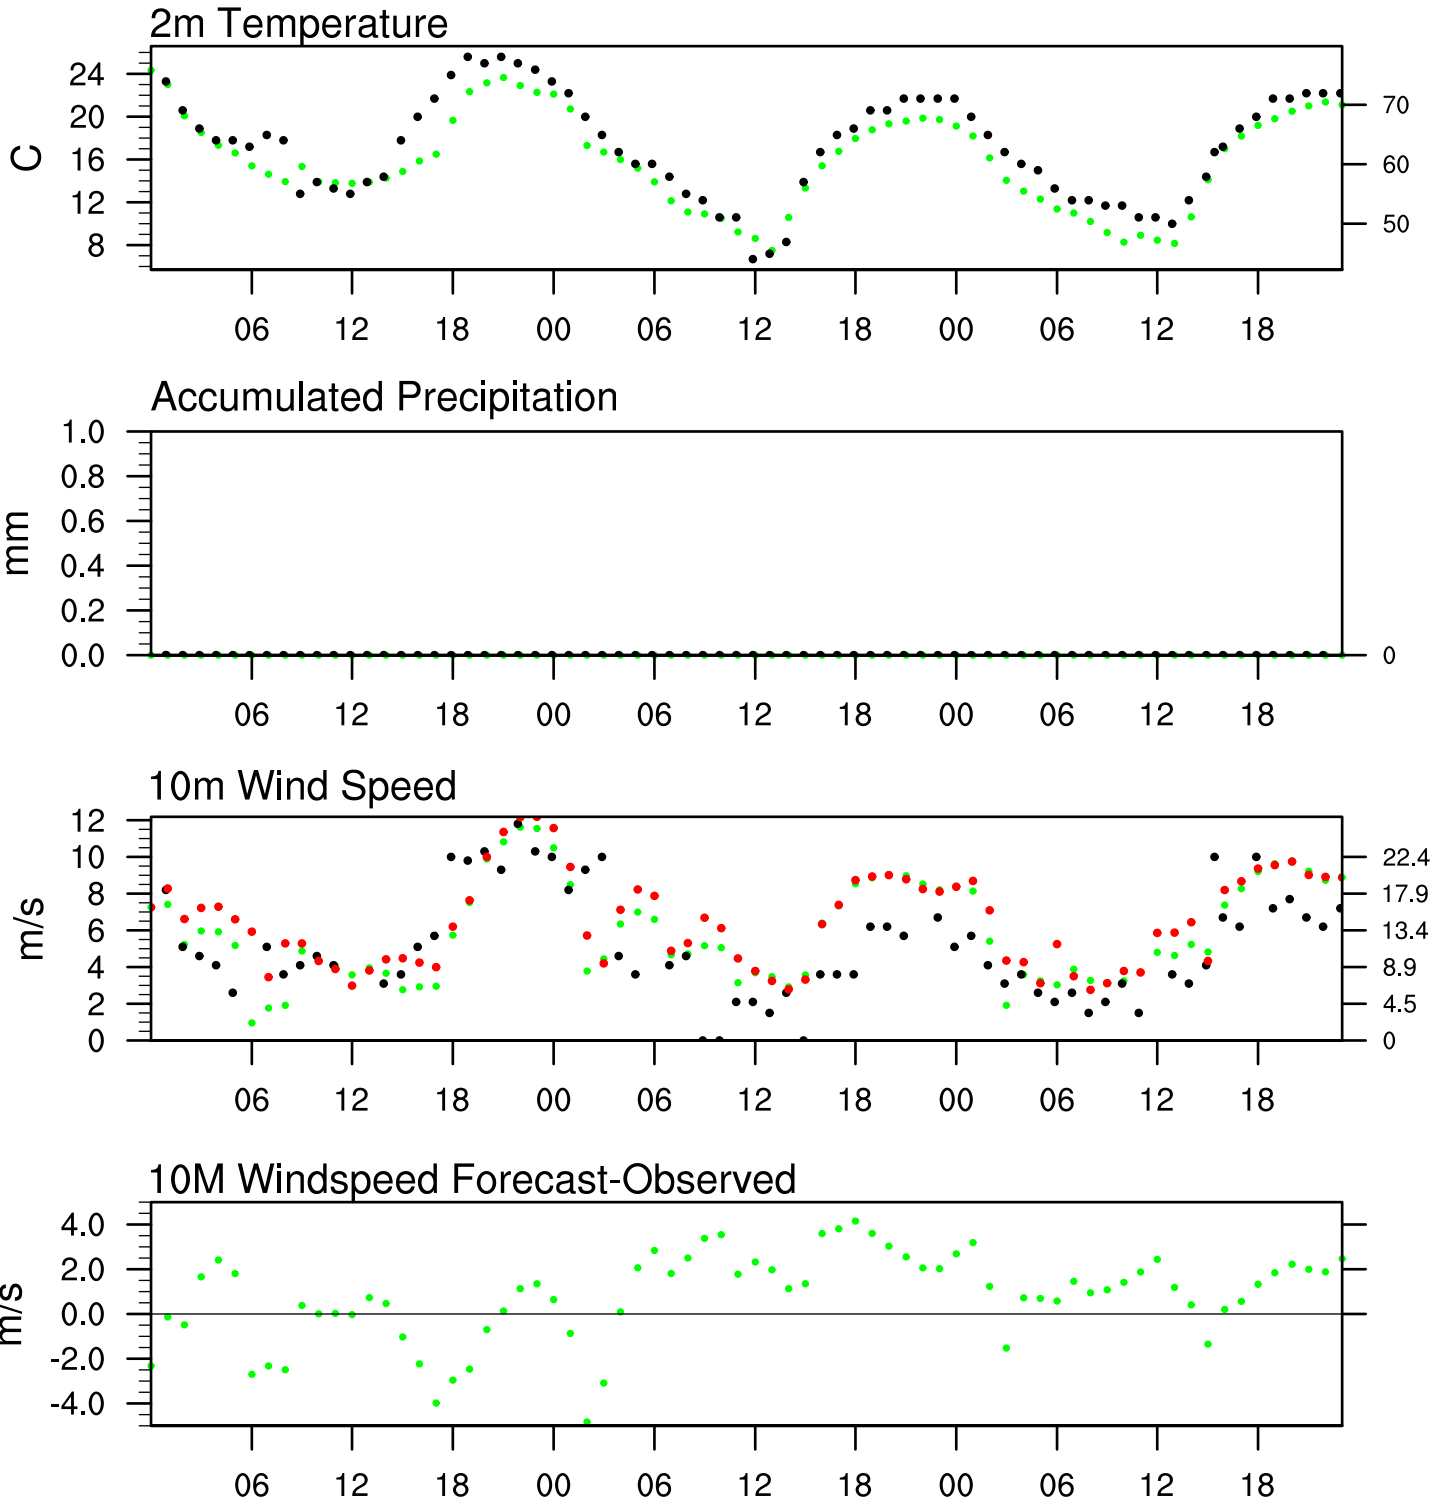 2m Temperature
C
24
20
16
12
8
70
60
50
06 12 18 00 06 12 18 00 06 12 18
Accumulated Precipitation
mm
1.0
0.8
0.6
0.4
0.2
0.0
0
06 12 18 00 06 12 18 00 06 12 18
10m Wind Speed
m/s
12
10
8
6
4
2
0
22.4
17.9
13.4
8.9
4.5
0
06 12 18 00 06 12 18 00 06 12 18
10M Windspeed Forecast-Observed
m/s
4.0
2.0
0.0
-2.0
-4.0
06 12 18 00 06 12 18 00 06 12 18